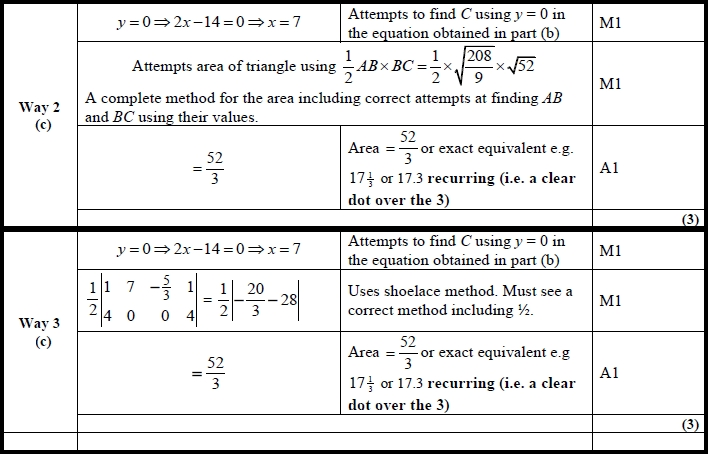 y = 0 ⇒ 2x − 14 = 0 ⇒ x = 7
Attempts to find C using y = 0 in
the equation obtained in part (b)
M1
Way 2
(c)
Attempts area of triangle using 1/2 AB × BC = 1/2 × √(208/9) × √52
A complete method for the area including correct attempts at finding AB
and BC using their values.
M1
= 52/3
Area = 52/3 or exact equivalent e.g.
17 1/3 or 17.3 recurring (i.e. a clear
dot over the 3)
A1
(3)
y = 0 ⇒ 2x − 14 = 0 ⇒ x = 7
Attempts to find C using y = 0 in
the equation obtained in part (b)
M1
Way 3
(c)
1/2 |1 7 −5/3 1| = 1/2 |−20/3 − 28|
|4 0 0 4|
Uses shoelace method. Must see a
correct method including ½.
M1
= 52/3
Area = 52/3 or exact equivalent e.g
17 1/3 or 17.3 recurring (i.e. a clear
dot over the 3)
A1
(3)